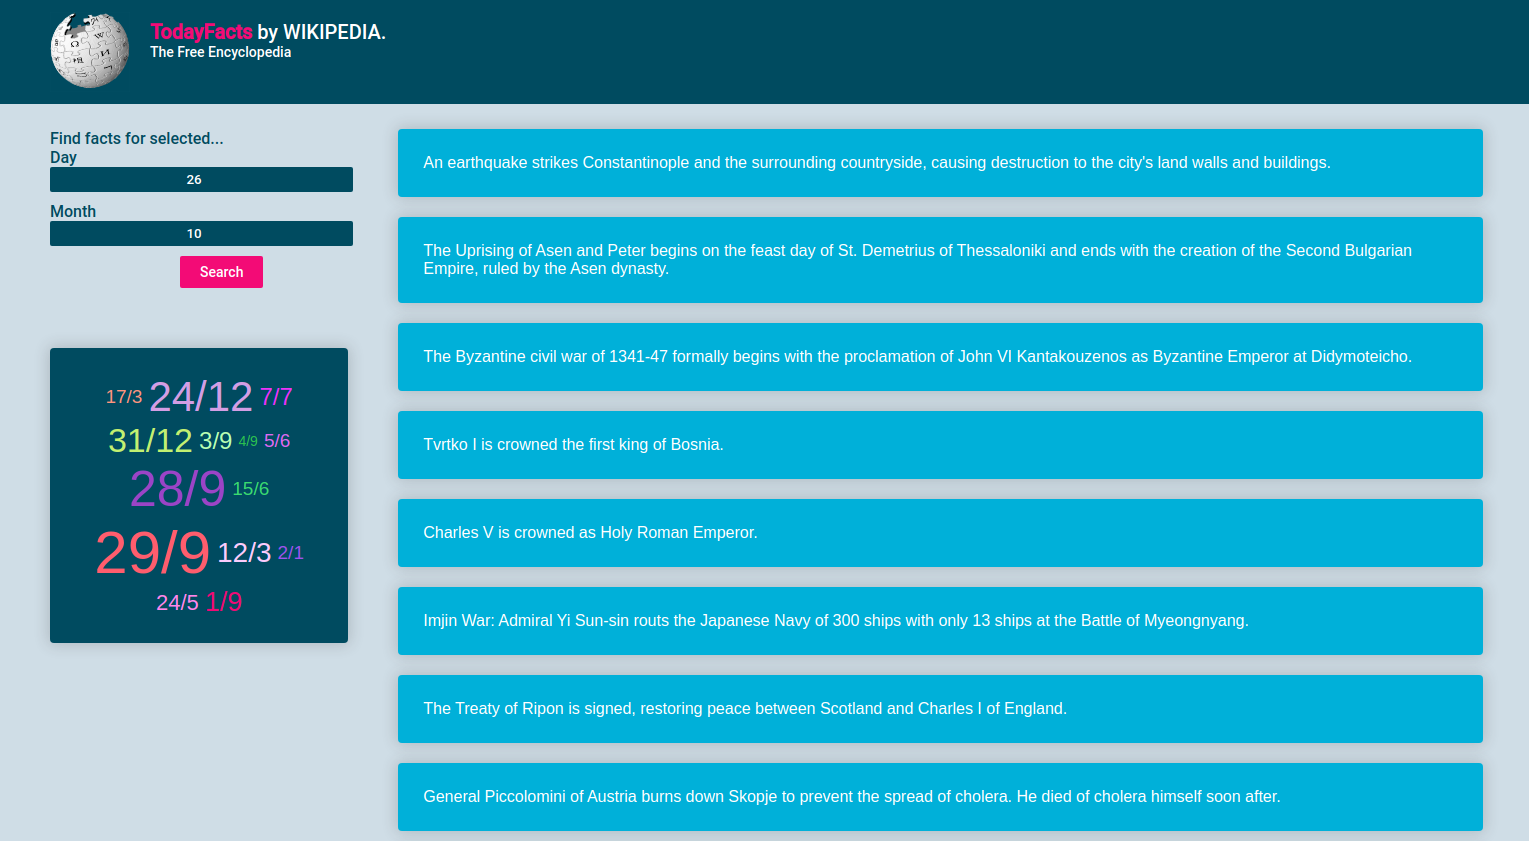 TodayFacts by WIKIPEDIA.
The Free Encyclopedia
Find facts for selected...
Day
26
Month
10
Search
17/3 24/12 7/7
31/12 3/9 4/9 5/6
28/9 15/6
29/9 12/3 2/1
24/5 1/9
An earthquake strikes Constantinople and the surrounding countryside, causing destruction to the city's land walls and buildings.
The Uprising of Asen and Peter begins on the feast day of St. Demetrius of Thessaloniki and ends with the creation of the Second Bulgarian
Empire, ruled by the Asen dynasty.
The Byzantine civil war of 1341-47 formally begins with the proclamation of John VI Kantakouzenos as Byzantine Emperor at Didymoteicho.
Tvrtko I is crowned the first king of Bosnia.
Charles V is crowned as Holy Roman Emperor.
Imjin War: Admiral Yi Sun-sin routs the Japanese Navy of 300 ships with only 13 ships at the Battle of Myeongnyang.
The Treaty of Ripon is signed, restoring peace between Scotland and Charles I of England.
General Piccolomini of Austria burns down Skopje to prevent the spread of cholera. He died of cholera himself soon after.